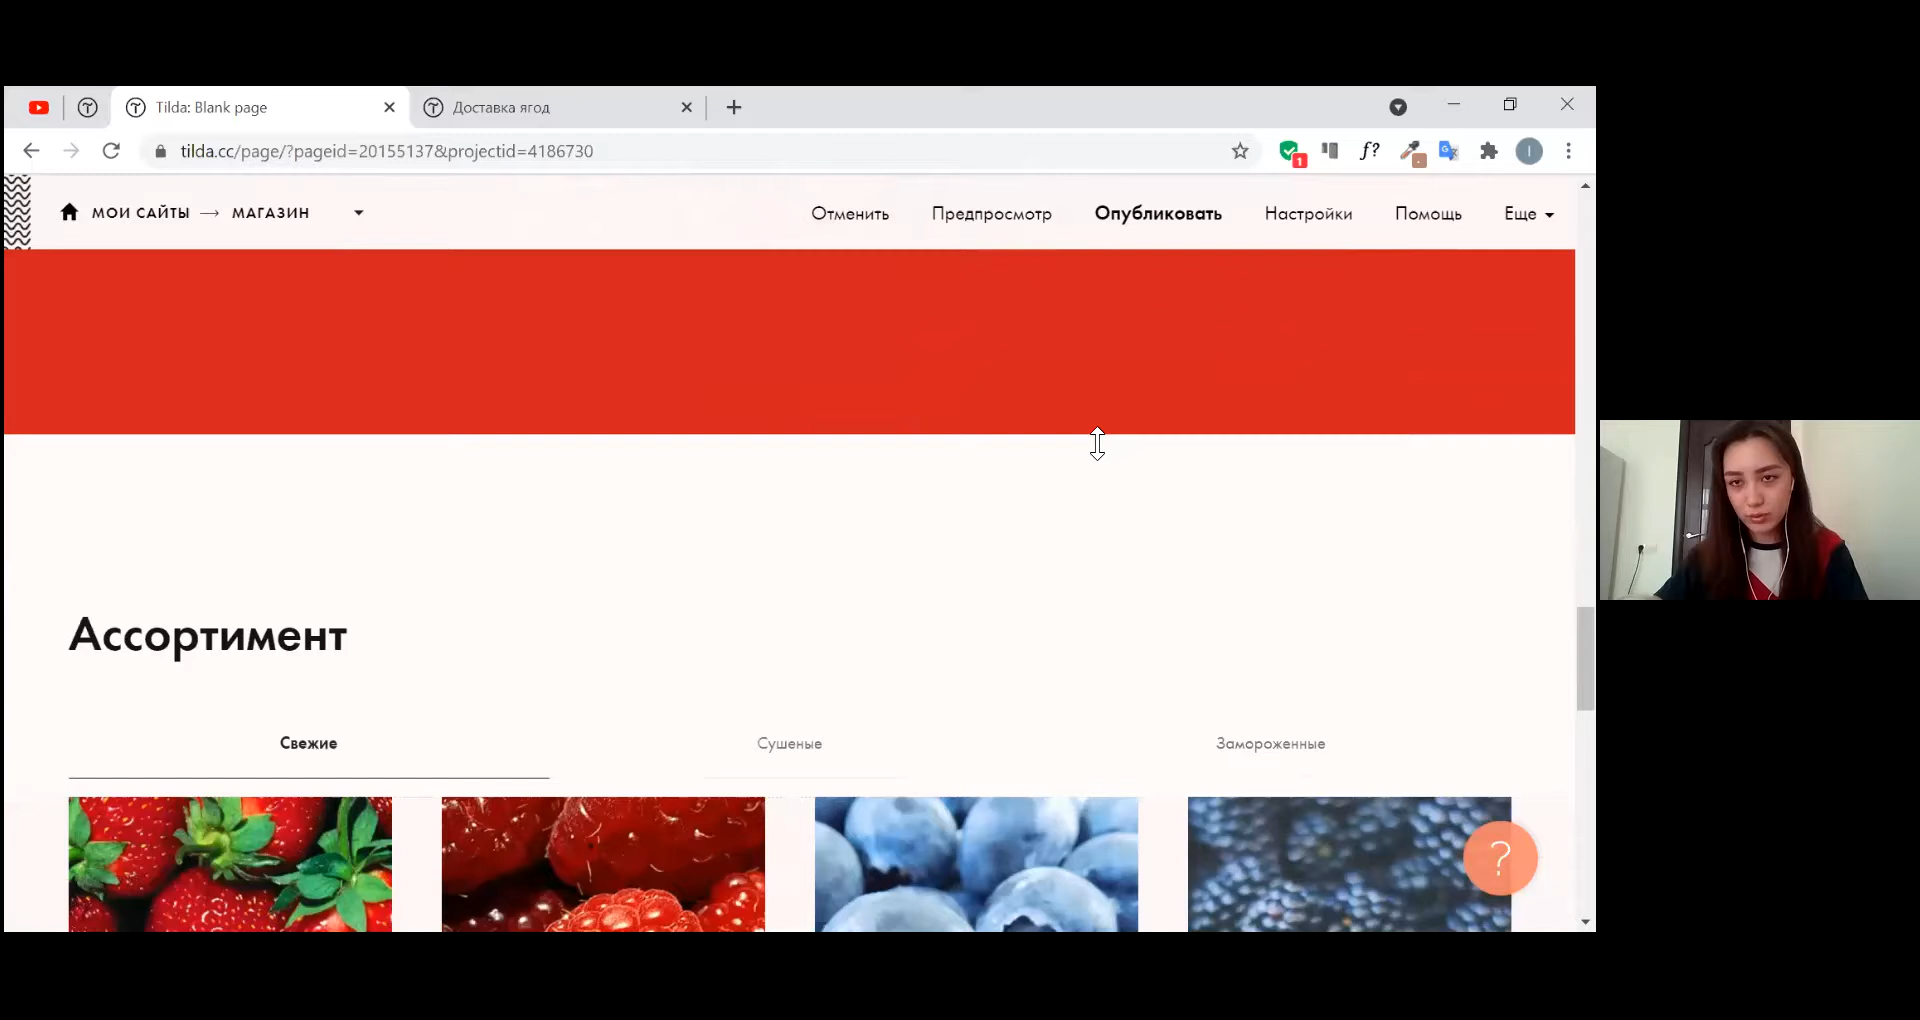 Tilda: Blank page
Доставка ягод
tilda.cc/page/?pageid=20155137&projectid=4186730
1
f?
I
МОИ САЙТЫ → МАГАЗИН
Отменить
Предпросмотр
Опубликовать
Настройки
Помощь
Еще
Ассортимент
Свежие
Сушеные
Замороженные
?